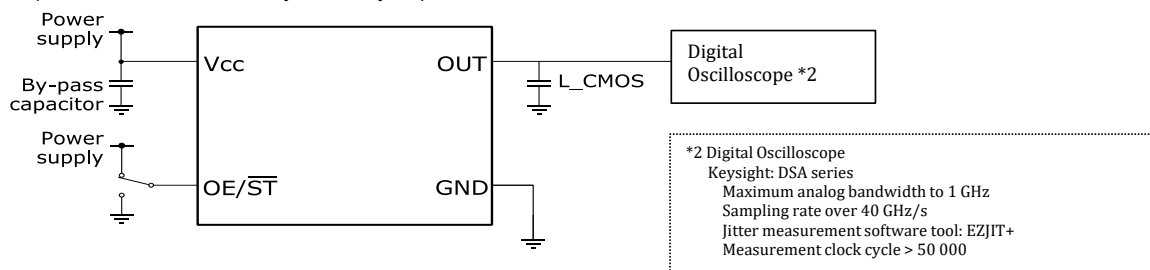 Power
supply
Vcc
OUT
By-pass
capacitor
L_CMOS
Digital
Oscilloscope *2
Power
supply
OE/S̅T̅
GND
*2 Digital Oscilloscope
Keysight: DSA series
Maximum analog bandwidth to 1 GHz
Sampling rate over 40 GHz/s
Jitter measurement software tool: EZJIT+
Measurement clock cycle > 50 000